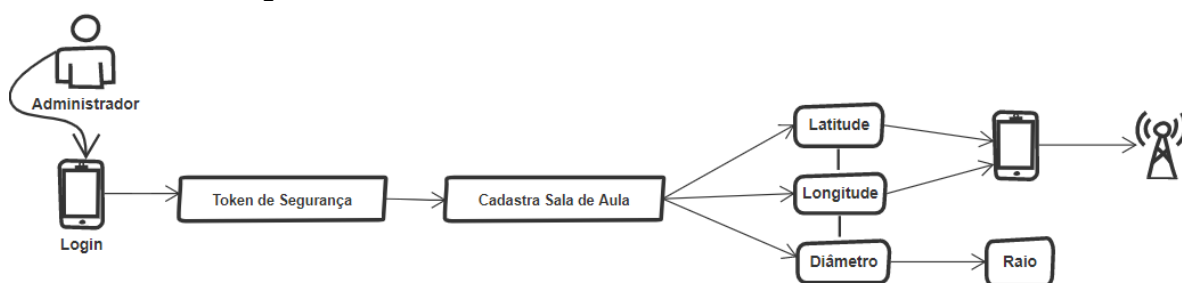 Administrador
Login
Token de Segurança
Cadastra Sala de Aula
Latitude
Longitude
Diâmetro
Raio